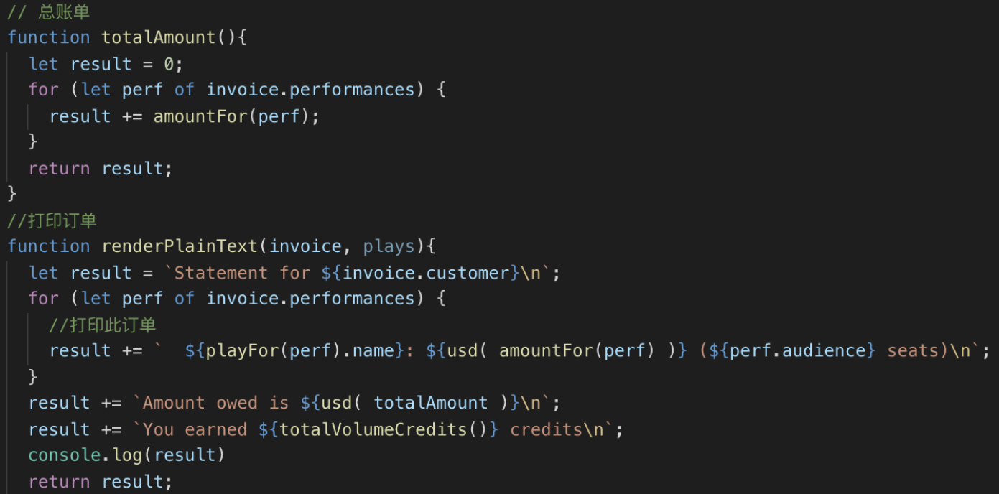 // 总账单
function totalAmount(){
  let result = 0;
  for (let perf of invoice.performances) {
    result += amountFor(perf);
  }
  return result;
}
//打印订单
function renderPlainText(invoice, plays){
  let result = `Statement for ${invoice.customer}\n`;
  for (let perf of invoice.performances) {
    //打印此订单
    result += `  ${playFor(perf).name}: ${usd( amountFor(perf) )} (${perf.audience} seats)\n`;
  }
  result += `Amount owed is ${usd( totalAmount )}\n`;
  result += `You earned ${totalVolumeCredits()} credits\n`;
  console.log(result)
  return result;